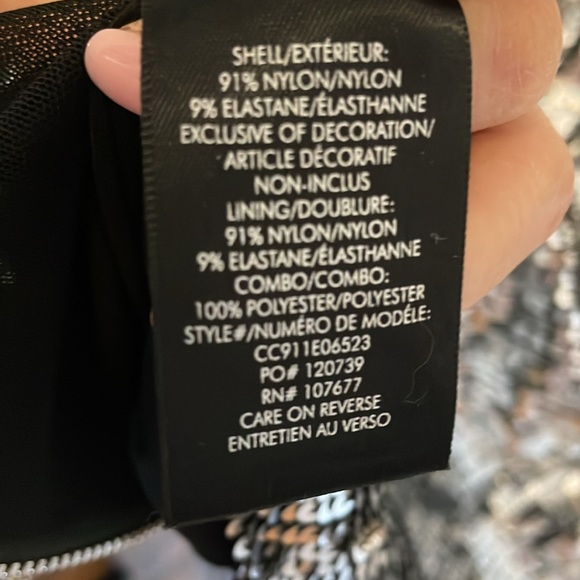 SHELL/EXTÉRIEUR:
91% NYLON/NYLON
9% ELASTANE/ÉLASTHANNE
EXCLUSIVE OF DECORATION/
ARTICLE DÉCORATIF
NON-INCLUS
LINING/DOUBLURE:
91% NYLON/NYLON
9% ELASTANE/ÉLASTHANNE
COMBO/COMBO:
100% POLYESTER/POLYESTER
STYLE#/NUMÉRO DE MODÉLE:
CC911E06523
PO# 120739
RN# 107677
CARE ON REVERSE
ENTRETIEN AU VERSO